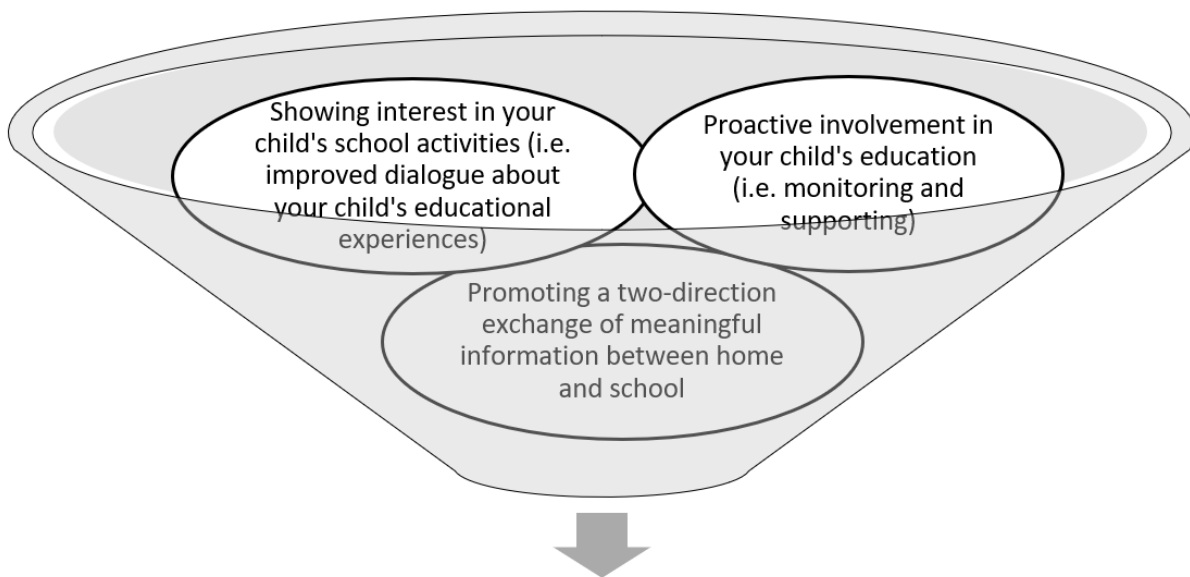 Showing interest in your
child's school activities (i.e.
improved dialogue about
your child's educational
experiences)
Proactive involvement in
your child's education
(i.e. monitoring and
supporting)
Promoting a two-direction
exchange of meaningful
information between home
and school